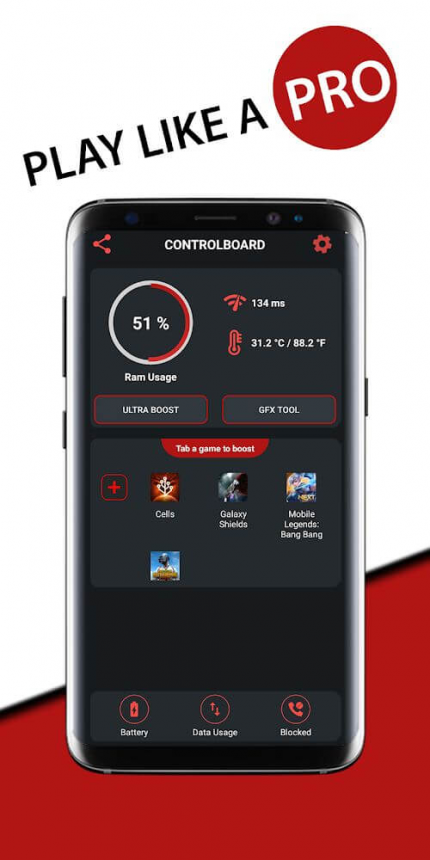 PLAY LIKE A PRO
CONTROLBOARD
51 %
Ram Usage
134 ms
31.2 °C / 88.2 °F
ULTRA BOOST
GFX TOOL
Tab a game to boost
Cells
Galaxy
Shields
Mobile
Legends:
Bang Bang
Battery
Data Usage
Blocked